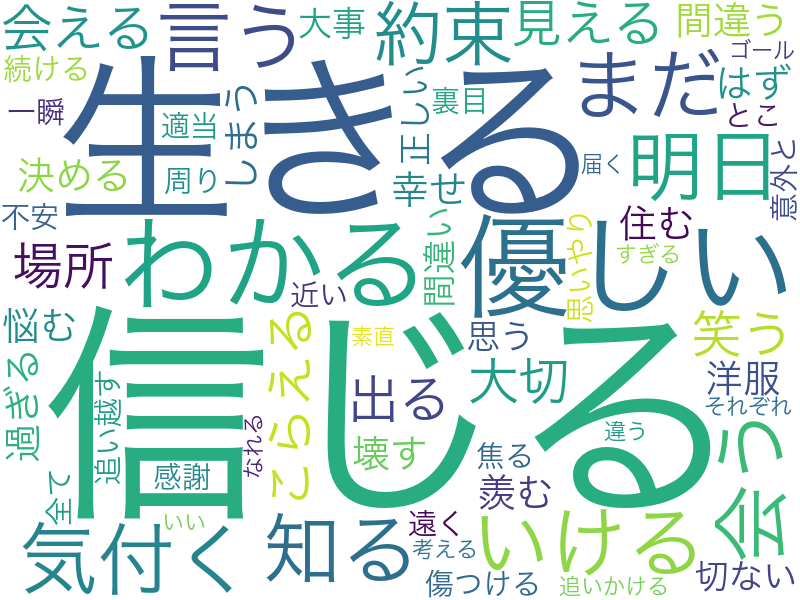 会える
言う
大事
約束
見える
間違う
ゴール
続ける
生きる
まだ
はず
一瞬
適当
しまう
正しい
裏目
とこ
決める
周り
幸せ
明日
届く
意外と
不安
わかる
優しい
住む
場所
近い
間違い
思いやり
すぎる
悩む
信じる
こらえる
素直
思う
笑う
過ぎる
追い越す
出る
大切
洋服
それぞれ
なれる
壊す
違う
会う
全て
感謝
焦る
羨む
気付く
いい
知る
遠く
考える
いける
傷つける
追いかける
切ない